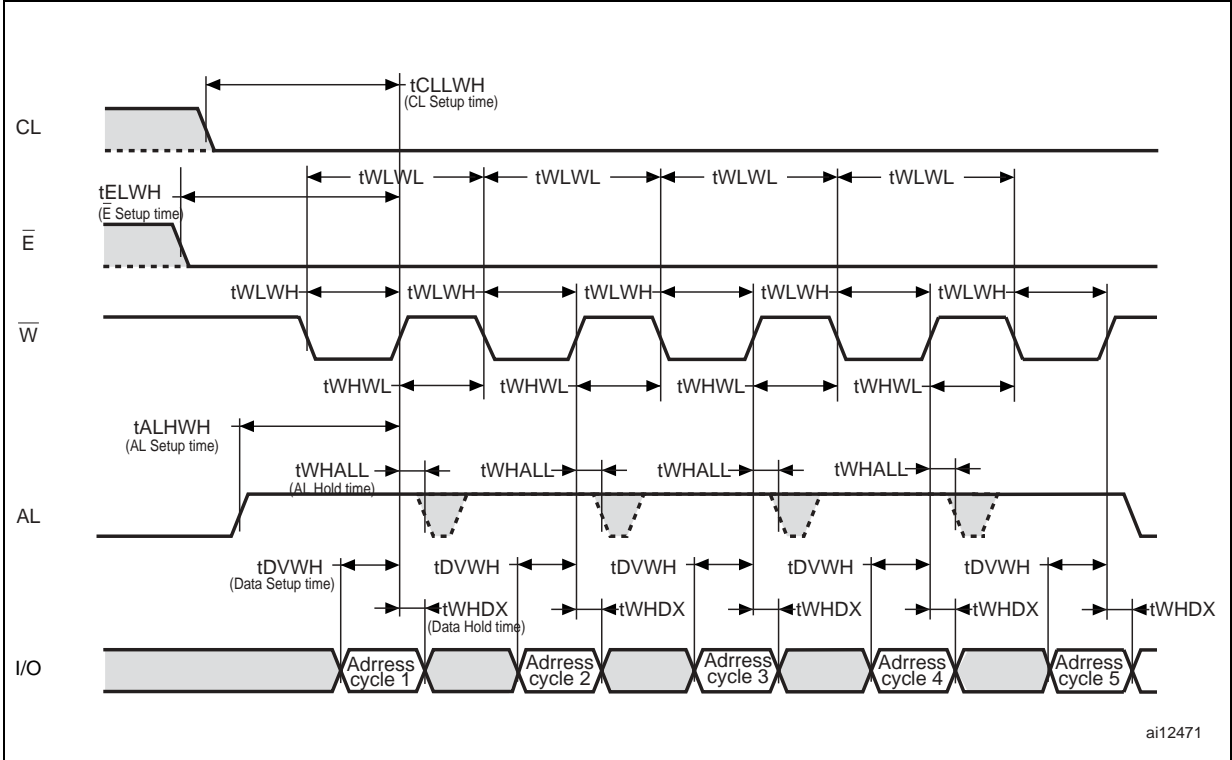 tCLLWH
(CL Setup time)
CL
tWLWL tWLWL tWLWL tWLWL
tELWH
(E Setup time)
E
tWLWH tWLWH tWLWH tWLWH tWLWH
W
tWHWL tWHWL tWHWL tWHWL
tALHWH
(AL Setup time)
tWHALL tWHALL tWHALL tWHALL
(AL Hold time)
AL
tDVWH tDVWH tDVWH tDVWH tDVWH
(Data Setup time)
tWHDX tWHDX tWHDX tWHDX tWHDX
(Data Hold time)
I/O
Adrress Adrress Adrress Adrress Adrress
cycle 1 cycle 2 cycle 3 cycle 4 cycle 5
ai12471